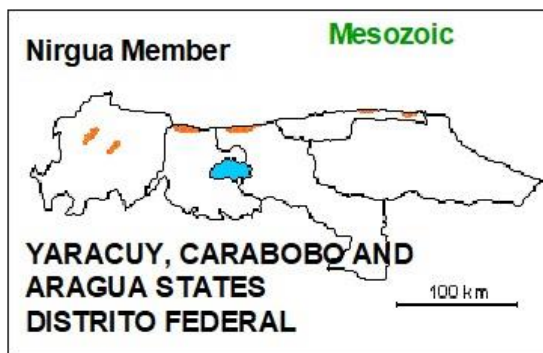 Mesozoic
Nirgua Member
YARACUY, CARABOBO AND
ARAGUA STATES
DISTRITO FEDERAL
100 km